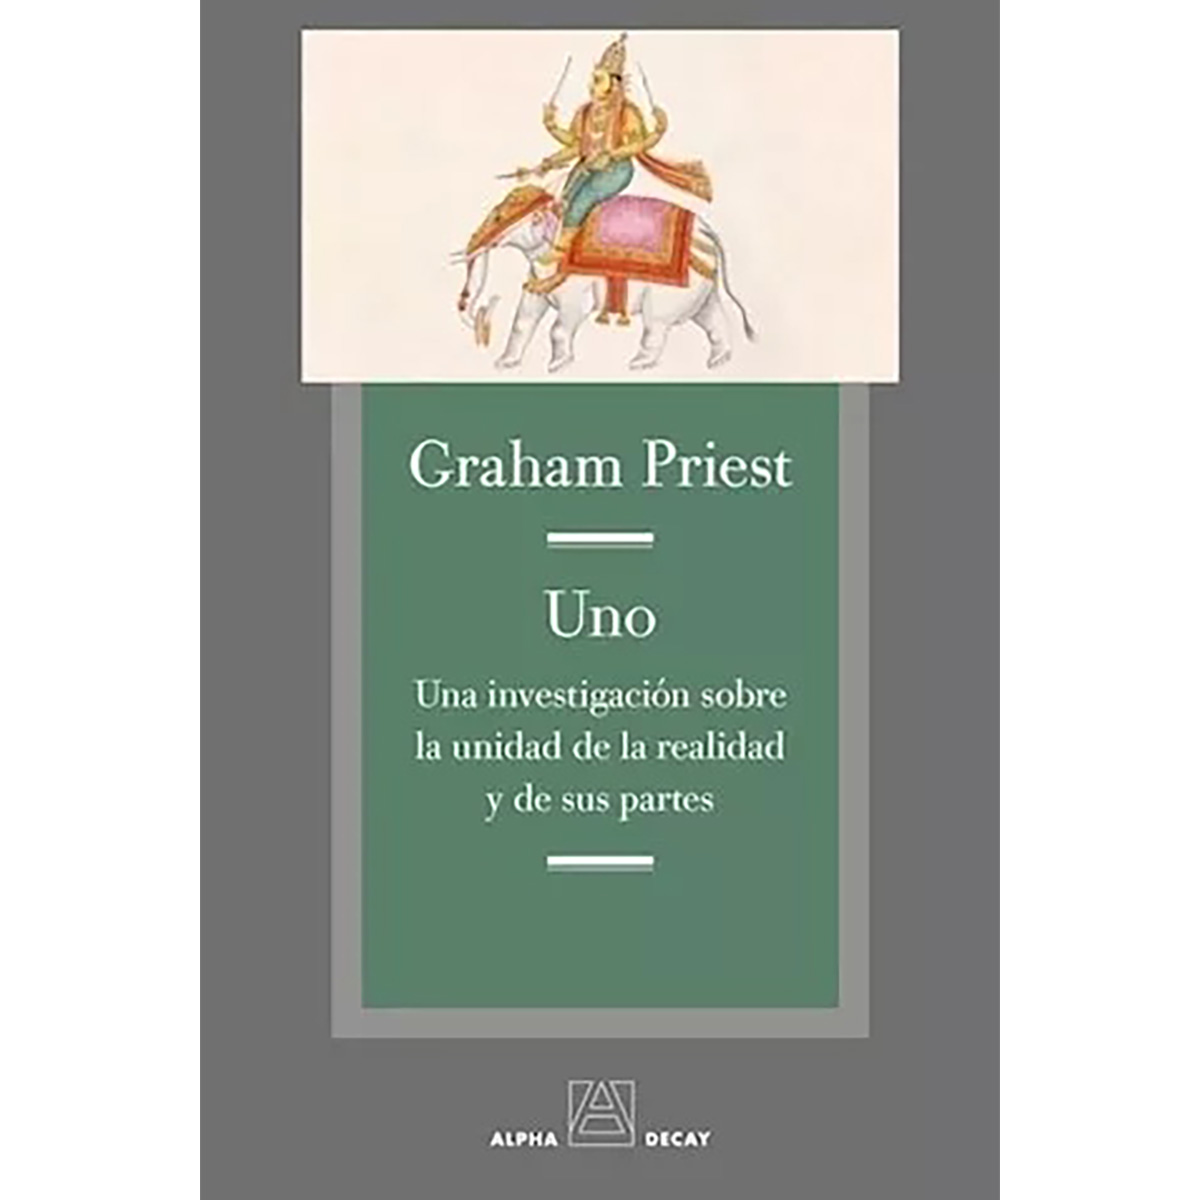 Graham Priest
Uno
Una investigación sobre
la unidad de la realidad
y de sus partes
ALPHA DECAY